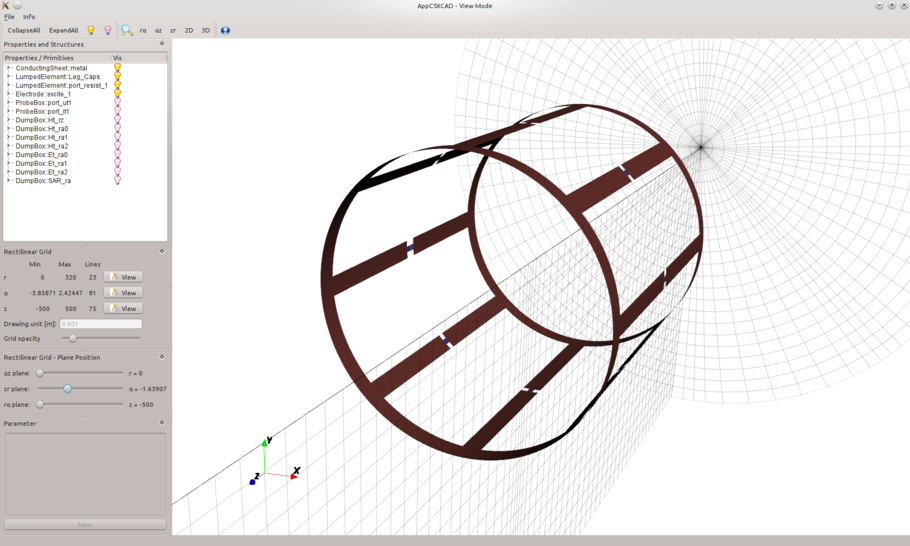 AppCSXCAD - View Mode
File Info
CollapseAll ExpandAll ra az zr 2D 3D
Properties and Structures
Properties / Primitives Vis
ConductingSheet::metal
LumpedElement::Leg_Caps
LumpedElement::port_resist_1
Electrode::excite_1
ProbeBox::port_ut1
ProbeBox::port_it1
DumpBox::Ht_rz
DumpBox::Ht_ra0
DumpBox::Ht_ra1
DumpBox::Ht_ra2
DumpBox::Et_ra0
DumpBox::Et_ra1
DumpBox::Et_ra2
DumpBox::SAR_ra
Rectilinear Grid
Min Max Lines
r 0 320 23 View
a -3.85871 2.42447 81 View
z -500 500 75 View
Drawing unit [m]: 0.001
Grid opacity
Rectilinear Grid - Plane Position
az plane: r = 0
zr plane: a = -1.63907
ra plane: z = -500
Parameter
New
Y
X
Z